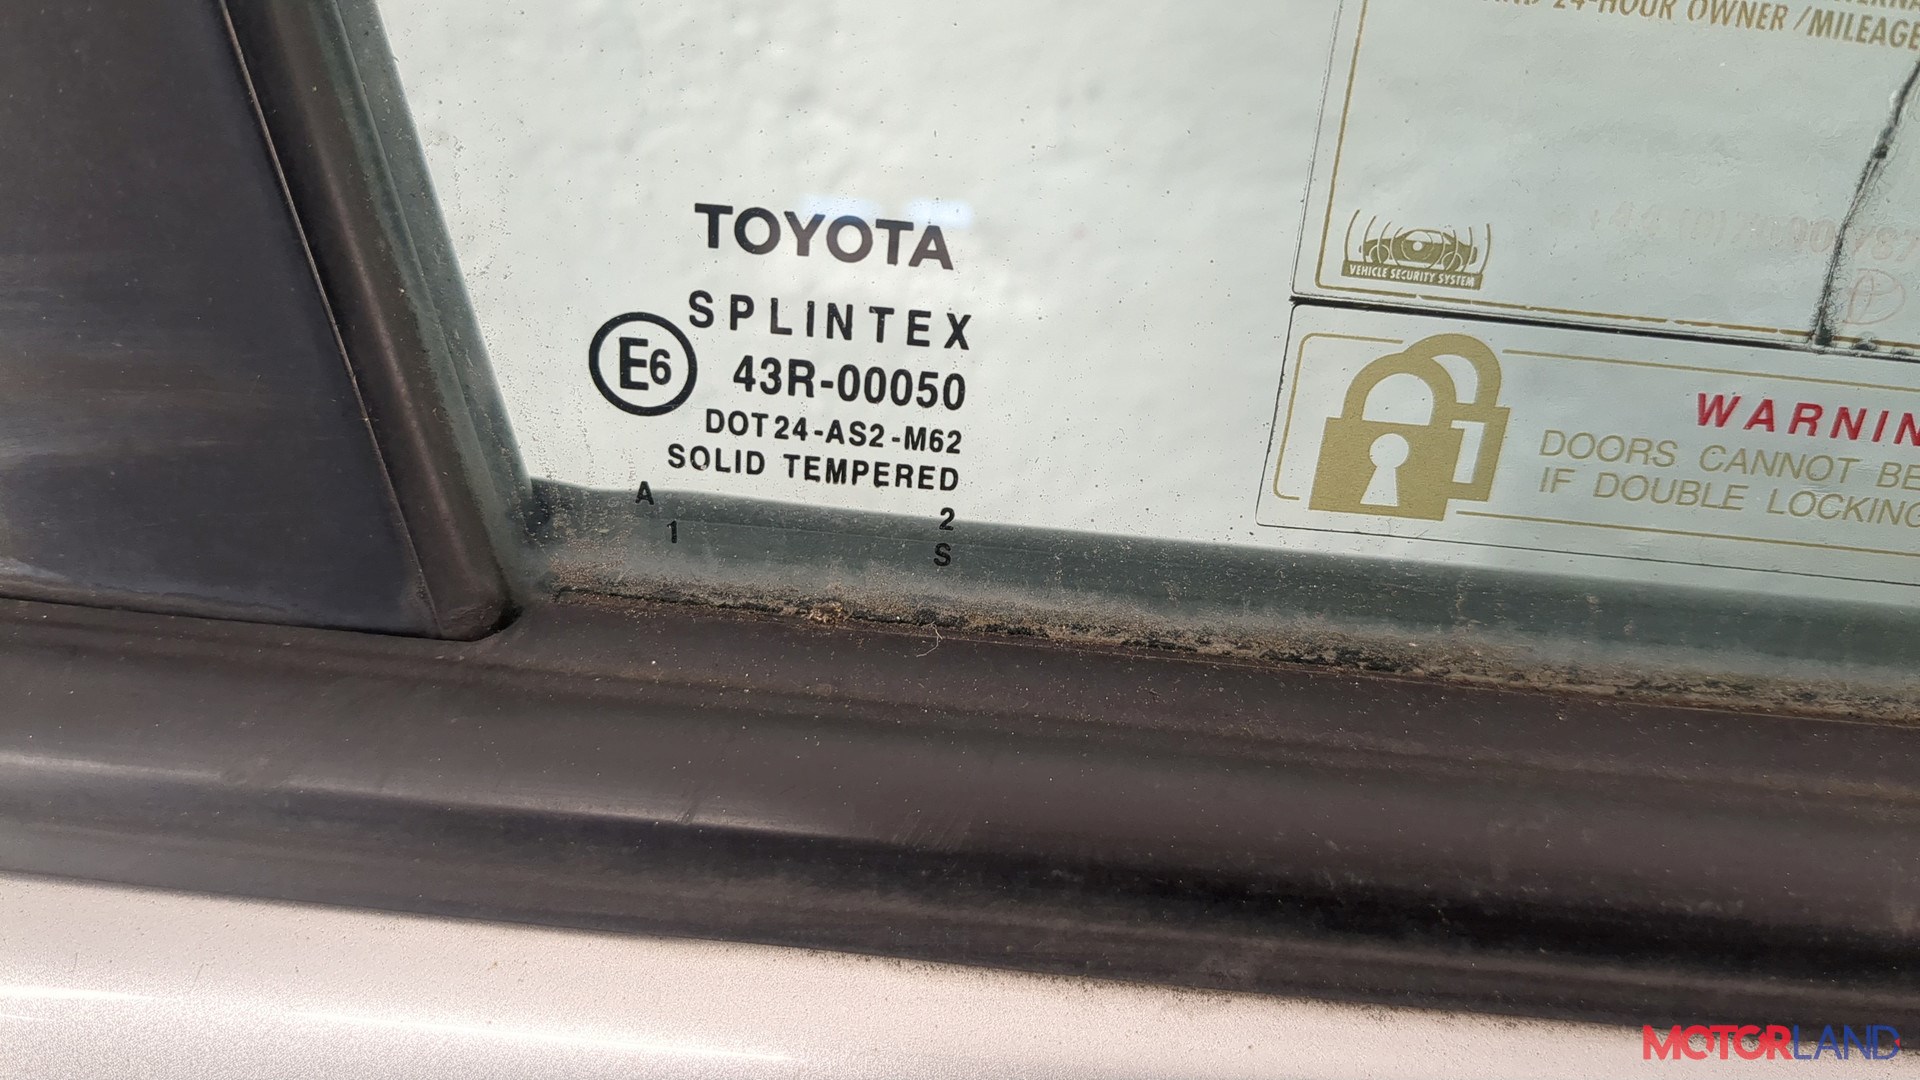 24-HOUR OWNER / MILEAGE
VEHICLE SECURITY SYSTEM
TOYOTA
SPLINTEX
E6
43R-00050
DOT24-AS2-M62
SOLID TEMPERED
A
2
1
S
1
WARNIN
DOORS CANNOT BE
IF DOUBLE LOCKING
MOTORLAND